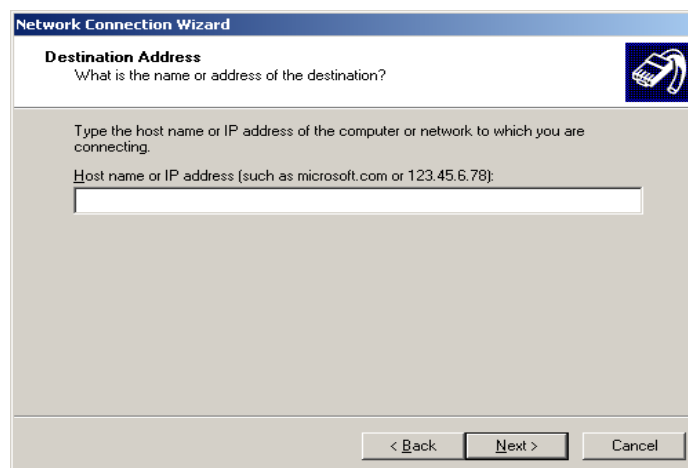 Network Connection Wizard
Destination Address
What is the name or address of the destination?
Type the host name or IP address of the computer or network to which you are
connecting.
Host name or IP address (such as microsoft.com or 123.45.6.78):
< Back
Next >
Cancel